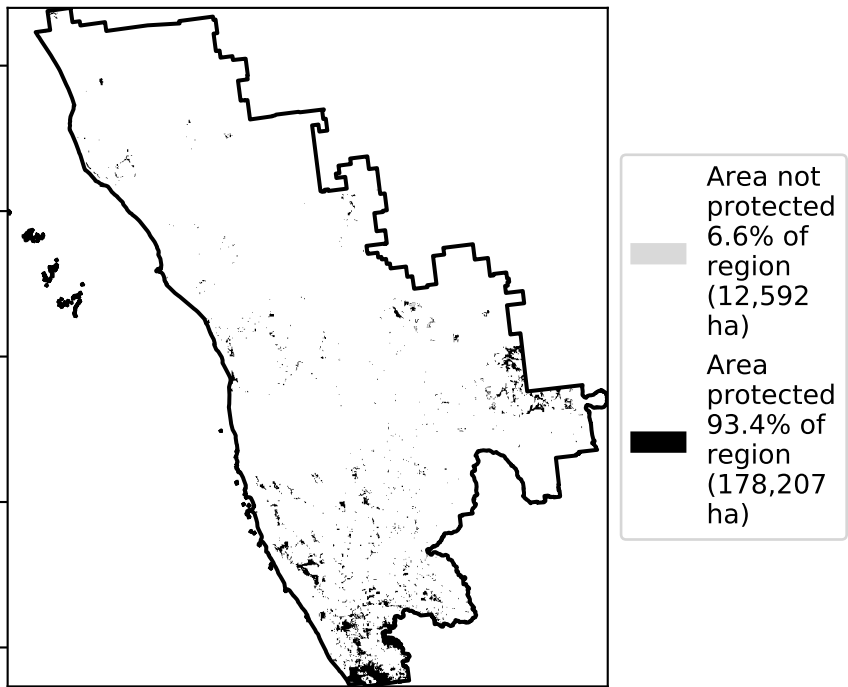 Area not
protected
6.6% of
region
(12,592
ha)
Area
protected
93.4% of
region
(178,207
ha)